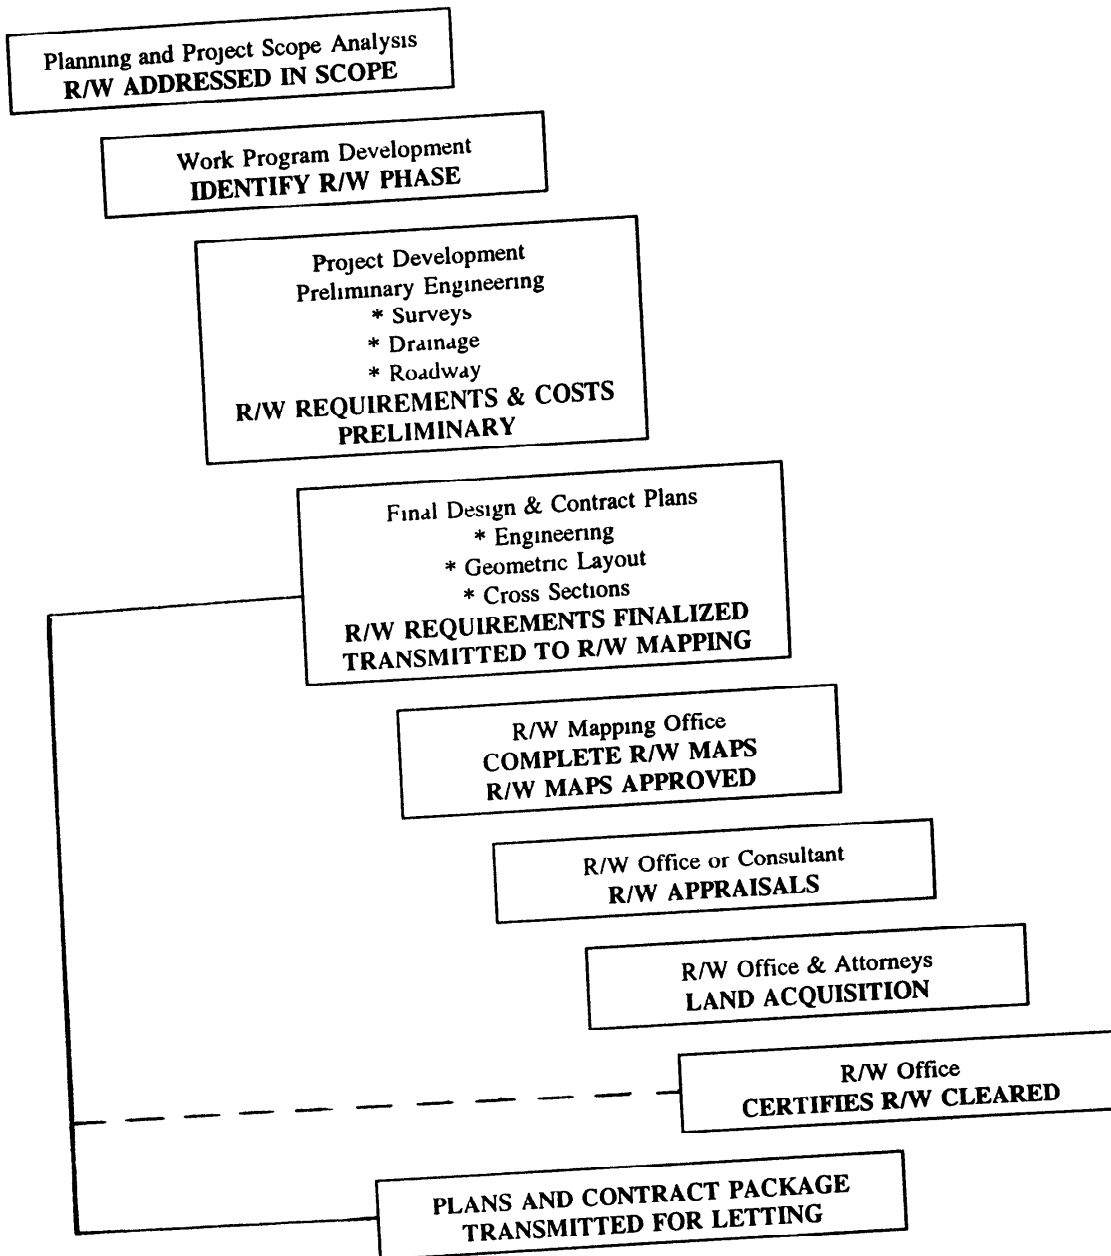 Planning and Project Scope Analysis
R/W ADDRESSED IN SCOPE
Work Program Development
IDENTIFY R/W PHASE
Project Development
Preliminary Engineering
* Surveys
* Drainage
* Roadway
R/W REQUIREMENTS & COSTS
PRELIMINARY
Final Design & Contract Plans
* Engineering
* Geometric Layout
* Cross Sections
R/W REQUIREMENTS FINALIZED
TRANSMITTED TO R/W MAPPING
R/W Mapping Office
COMPLETE R/W MAPS
R/W MAPS APPROVED
R/W Office or Consultant
R/W APPRAISALS
R/W Office & Attorneys
LAND ACQUISITION
R/W Office
CERTIFIES R/W CLEARED
PLANS AND CONTRACT PACKAGE
TRANSMITTED FOR LETTING